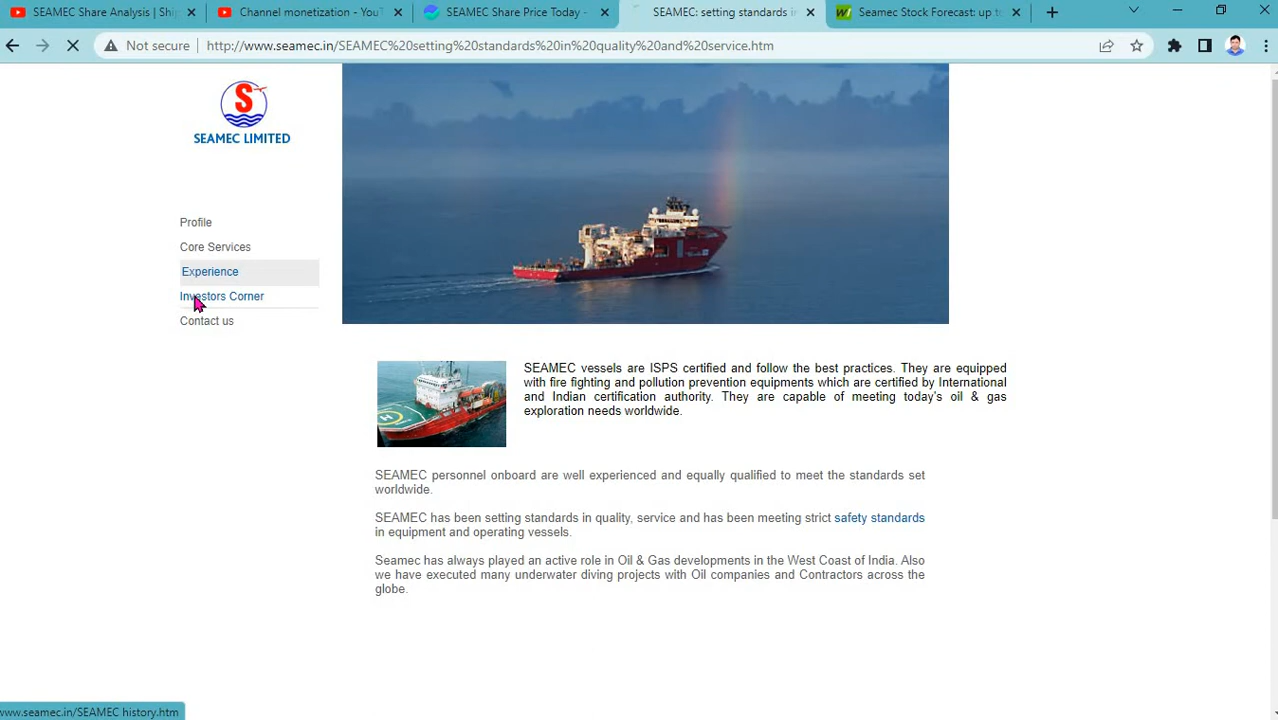 SEAMEC Share Analysis | Ship
Channel monetization - YouT
SEAMEC Share Price Today -
SEAMEC: setting standards in
Seamec Stock Forecast: up to
Not secure
http://www.seamec.in/SEAMEC%20setting%20standards%20in%20quality%20and%20service.htm
S
SEAMEC LIMITED
Profile
Core Services
Experience
Investors Corner
Contact us
SEAMEC vessels are ISPS certified and follow the best practices. They are equipped
with fire fighting and pollution prevention equipments which are certified by International
and Indian certification authority. They are capable of meeting today's oil & gas
exploration needs worldwide.
H
SEAMEC personnel onboard are well experienced and equally qualified to meet the standards set
worldwide.
SEAMEC has been setting standards in quality, service and has been meeting strict safety standards
in equipment and operating vessels.
Seamec has always played an active role in Oil & Gas developments in the West Coast of India. Also
we have executed many underwater diving projects with Oil companies and Contractors across the
globe.
www.seamec.in/SEAMEC history.htm